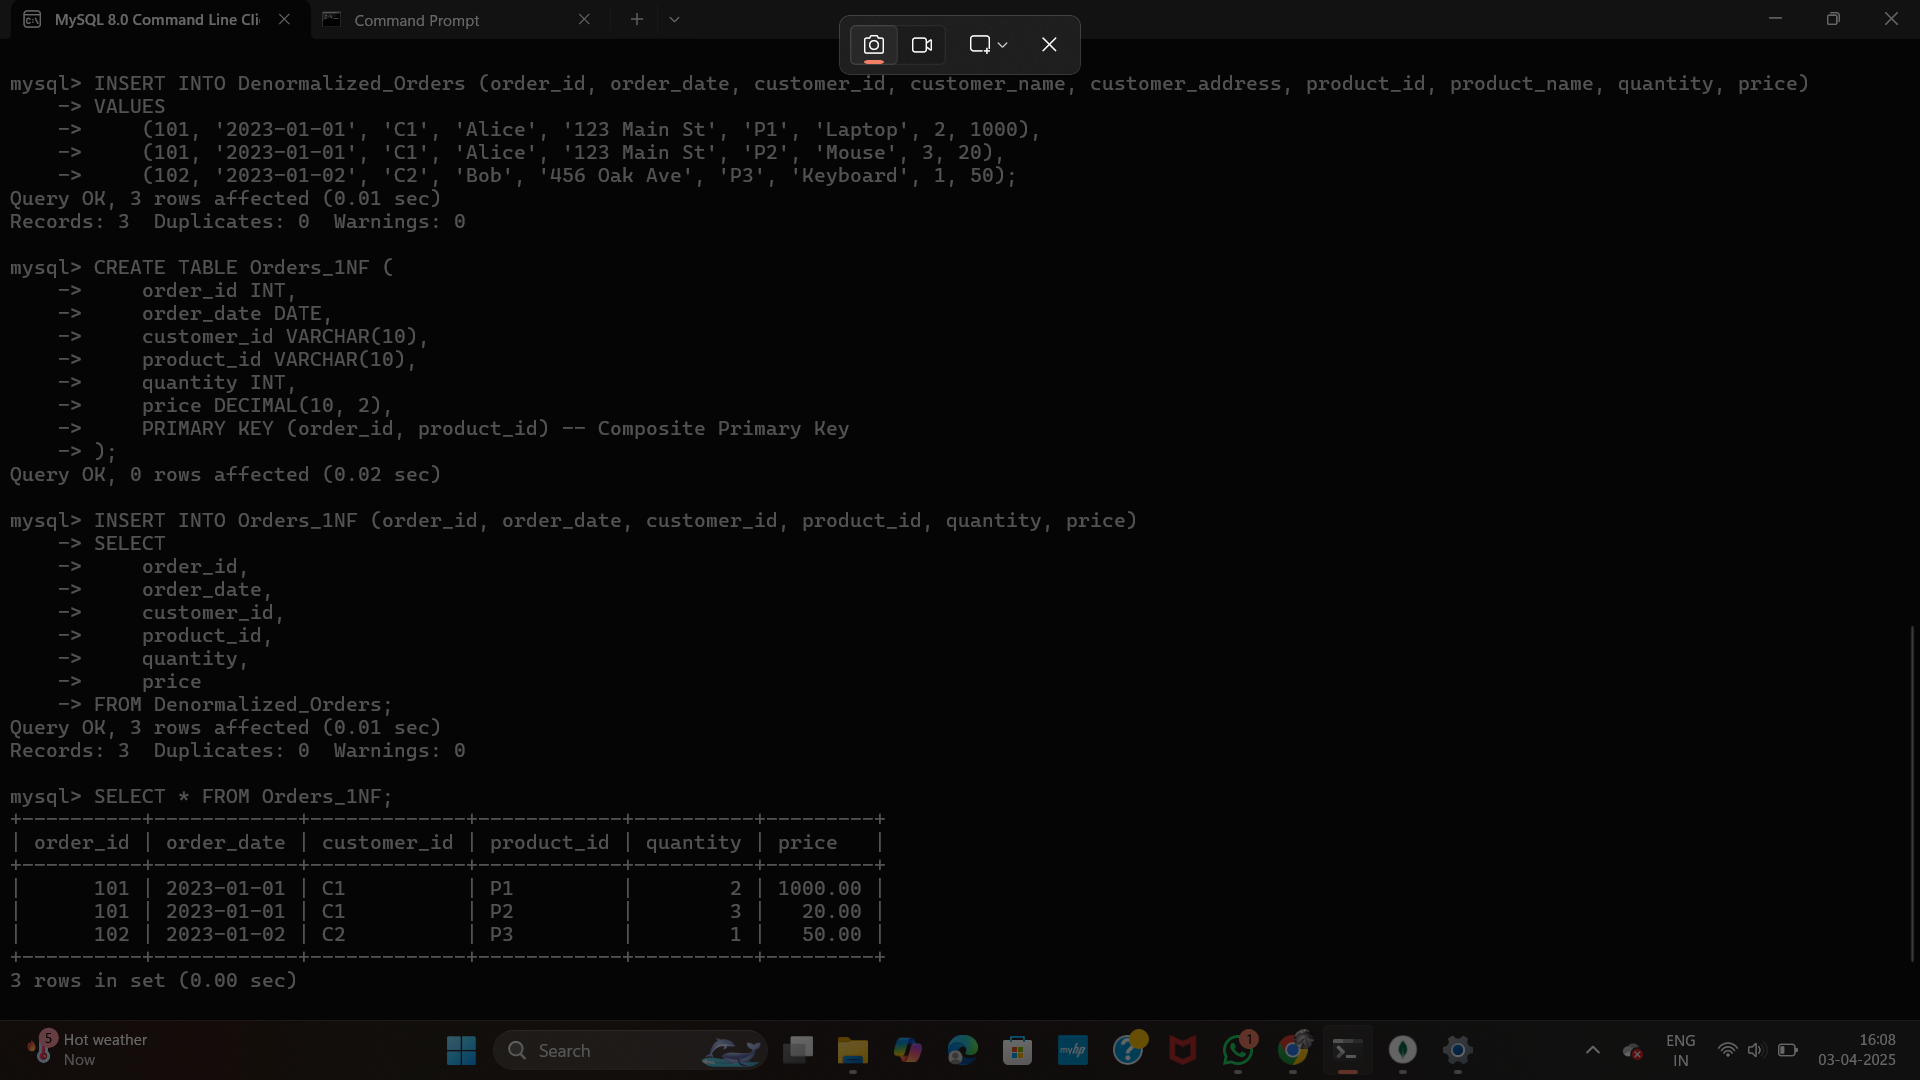 MySQL 8.0 Command Line Cli
Command Prompt
mysql> INSERT INTO Denormalized_Orders (order_id, order_date, customer_id, customer_name, customer_address, product_id, product_name, quantity, price)
    -> VALUES
    ->     (101, '2023-01-01', 'C1', 'Alice', '123 Main St', 'P1', 'Laptop', 2, 1000),
    ->     (101, '2023-01-01', 'C1', 'Alice', '123 Main St', 'P2', 'Mouse', 3, 20),
    ->     (102, '2023-01-02', 'C2', 'Bob', '456 Oak Ave', 'P3', 'Keyboard', 1, 50);
Query OK, 3 rows affected (0.01 sec)
Records: 3  Duplicates: 0  Warnings: 0
mysql> CREATE TABLE Orders_1NF (
    ->     order_id INT,
    ->     order_date DATE,
    ->     customer_id VARCHAR(10),
    ->     product_id VARCHAR(10),
    ->     quantity INT,
    ->     price DECIMAL(10, 2),
    ->     PRIMARY KEY (order_id, product_id) -- Composite Primary Key
    -> );
Query OK, 0 rows affected (0.02 sec)
mysql> INSERT INTO Orders_1NF (order_id, order_date, customer_id, product_id, quantity, price)
    -> SELECT
    ->     order_id,
    ->     order_date,
    ->     customer_id,
    ->     product_id,
    ->     quantity,
    ->     price
    -> FROM Denormalized_Orders;
Query OK, 3 rows affected (0.01 sec)
Records: 3  Duplicates: 0  Warnings: 0
mysql> SELECT * FROM Orders_1NF;
+----------+------------+-------------+------------+----------+---------+
| order_id | order_date | customer_id | product_id | quantity | price   |
+----------+------------+-------------+------------+----------+---------+
|      101 | 2023-01-01 | C1          | P1         |        2 | 1000.00 |
|      101 | 2023-01-01 | C1          | P2         |        3 |   20.00 |
|      102 | 2023-01-02 | C2          | P3         |        1 |   50.00 |
+----------+------------+-------------+------------+----------+---------+
3 rows in set (0.00 sec)
5
Hot weather
Now
Search
myhp
1
ENG
IN
16:08
03-04-2025